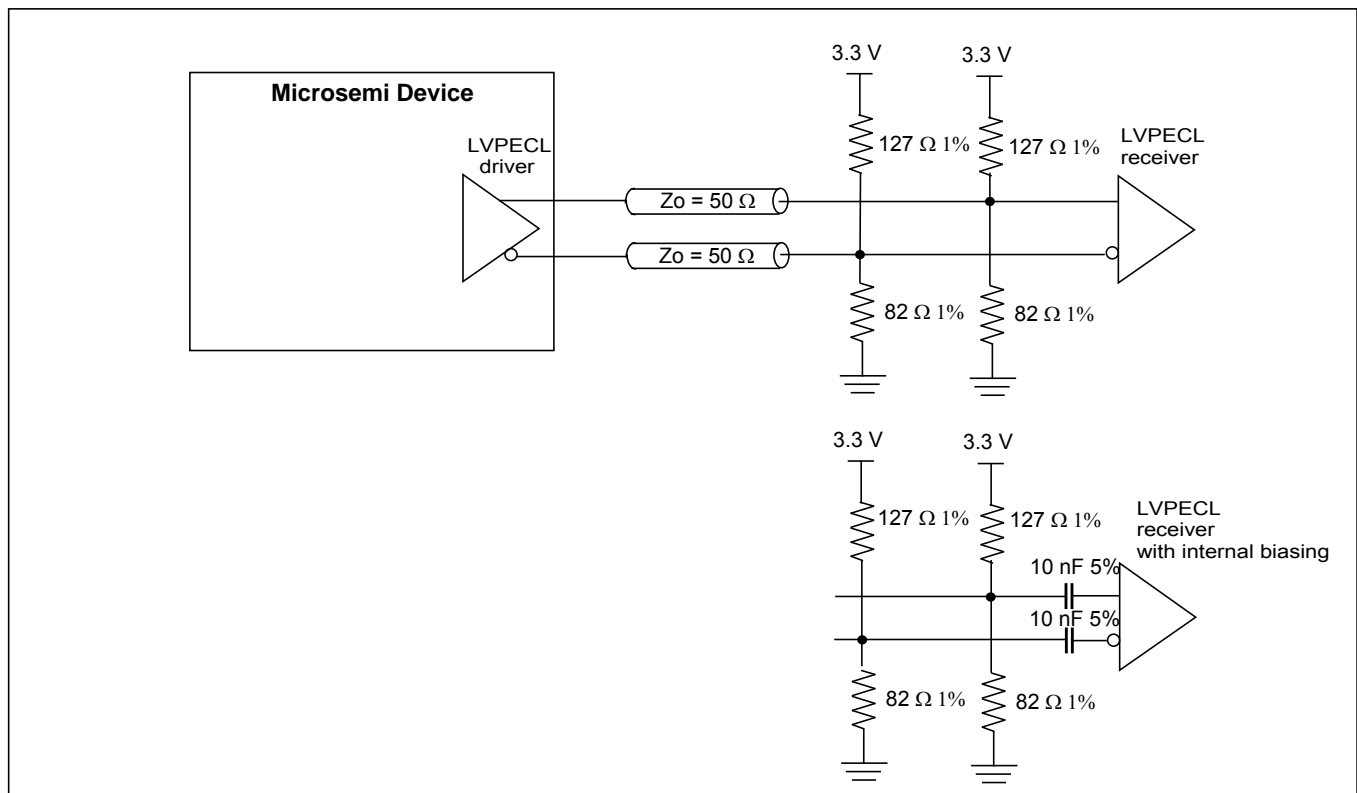 3.3 V
3.3 V
Microsemi Device
LVPECL
driver
127 Ω 1%
127 Ω 1%
LVPECL
receiver
Zo = 50 Ω
Zo = 50 Ω
82 Ω 1%
82 Ω 1%
3.3 V
3.3 V
127 Ω 1%
127 Ω 1%
LVPECL
receiver
with internal biasing
10 nF 5%
10 nF 5%
82 Ω 1%
82 Ω 1%